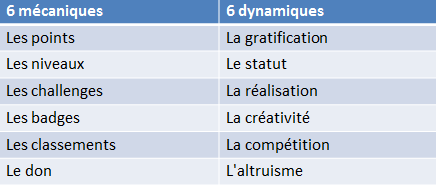 6 mécaniques 6 dynamiques
Les points La gratification
Les niveaux Le statut
Les challenges La réalisation
Les badges La créativité
Les classements La compétition
Le don L'altruisme